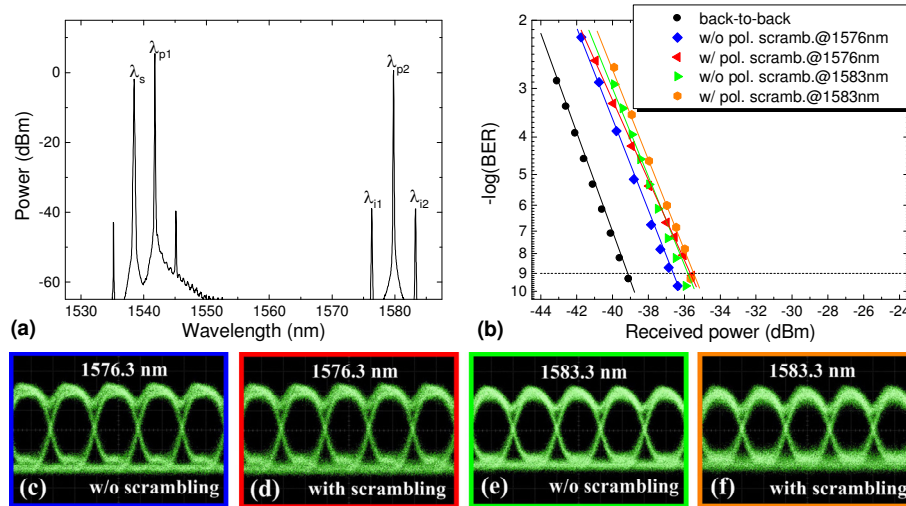 λs
λp1
λp2
λi1
λi2
0
-20
-40
-60
Power (dBm)
1530 1540 1550 1560 1570 1580
Wavelength (nm)
(a)
back-to-back
w/o pol. scramb.@1576nm
w/ pol. scramb.@1576nm
w/o pol. scramb.@1583nm
w/ pol. scramb.@1583nm
2
3
4
5
6
7
8
9
10
-log(BER)
-44 -42 -40 -38 -36 -34 -32 -30 -28 -26 -24
Received power (dBm)
(b)
1576.3 nm
(c) w/o scrambling
1576.3 nm
(d) with scrambling
1583.3 nm
(e) w/o scrambling
1583.3 nm
(f) with scrambling